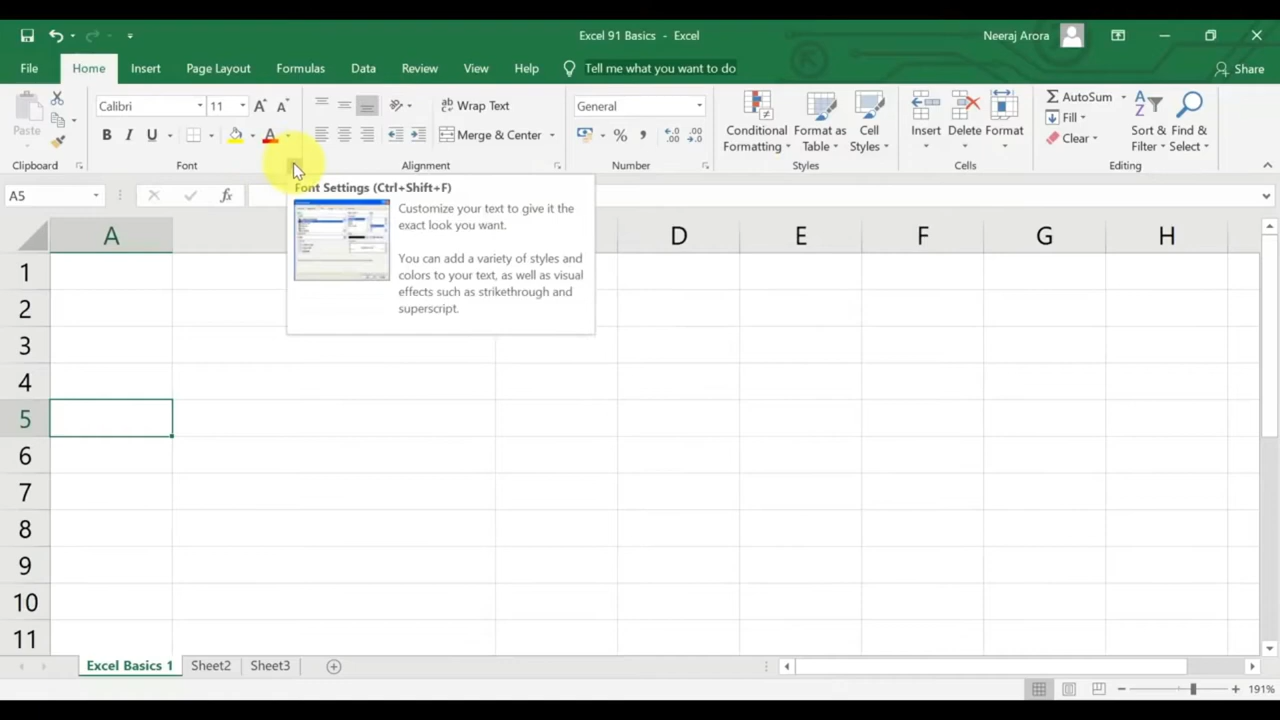 Excel 91 Basics - Excel
Neeraj Arora
File Home Insert Page Layout Formulas Data Review View Help Tell me what you want to do Share
Paste
Calibri 11
B I U A
Wrap Text
Merge & Center
General
% ,
Conditional Formatting
Format as Table
Cell Styles
Insert Delete Format
AutoSum
Fill
Clear
Sort & Filter
Find & Select
Clipboard Font Alignment Number Styles Cells Editing
A5 fx
Font Settings (Ctrl+Shift+F)
Customize your text to give it the
exact look you want.
You can add a variety of styles and
colors to your text, as well as visual
effects such as strikethrough and
superscript.
A D E F G H
1
2
3
4
5
6
7
8
9
10
11
Excel Basics 1 Sheet2 Sheet3
191%